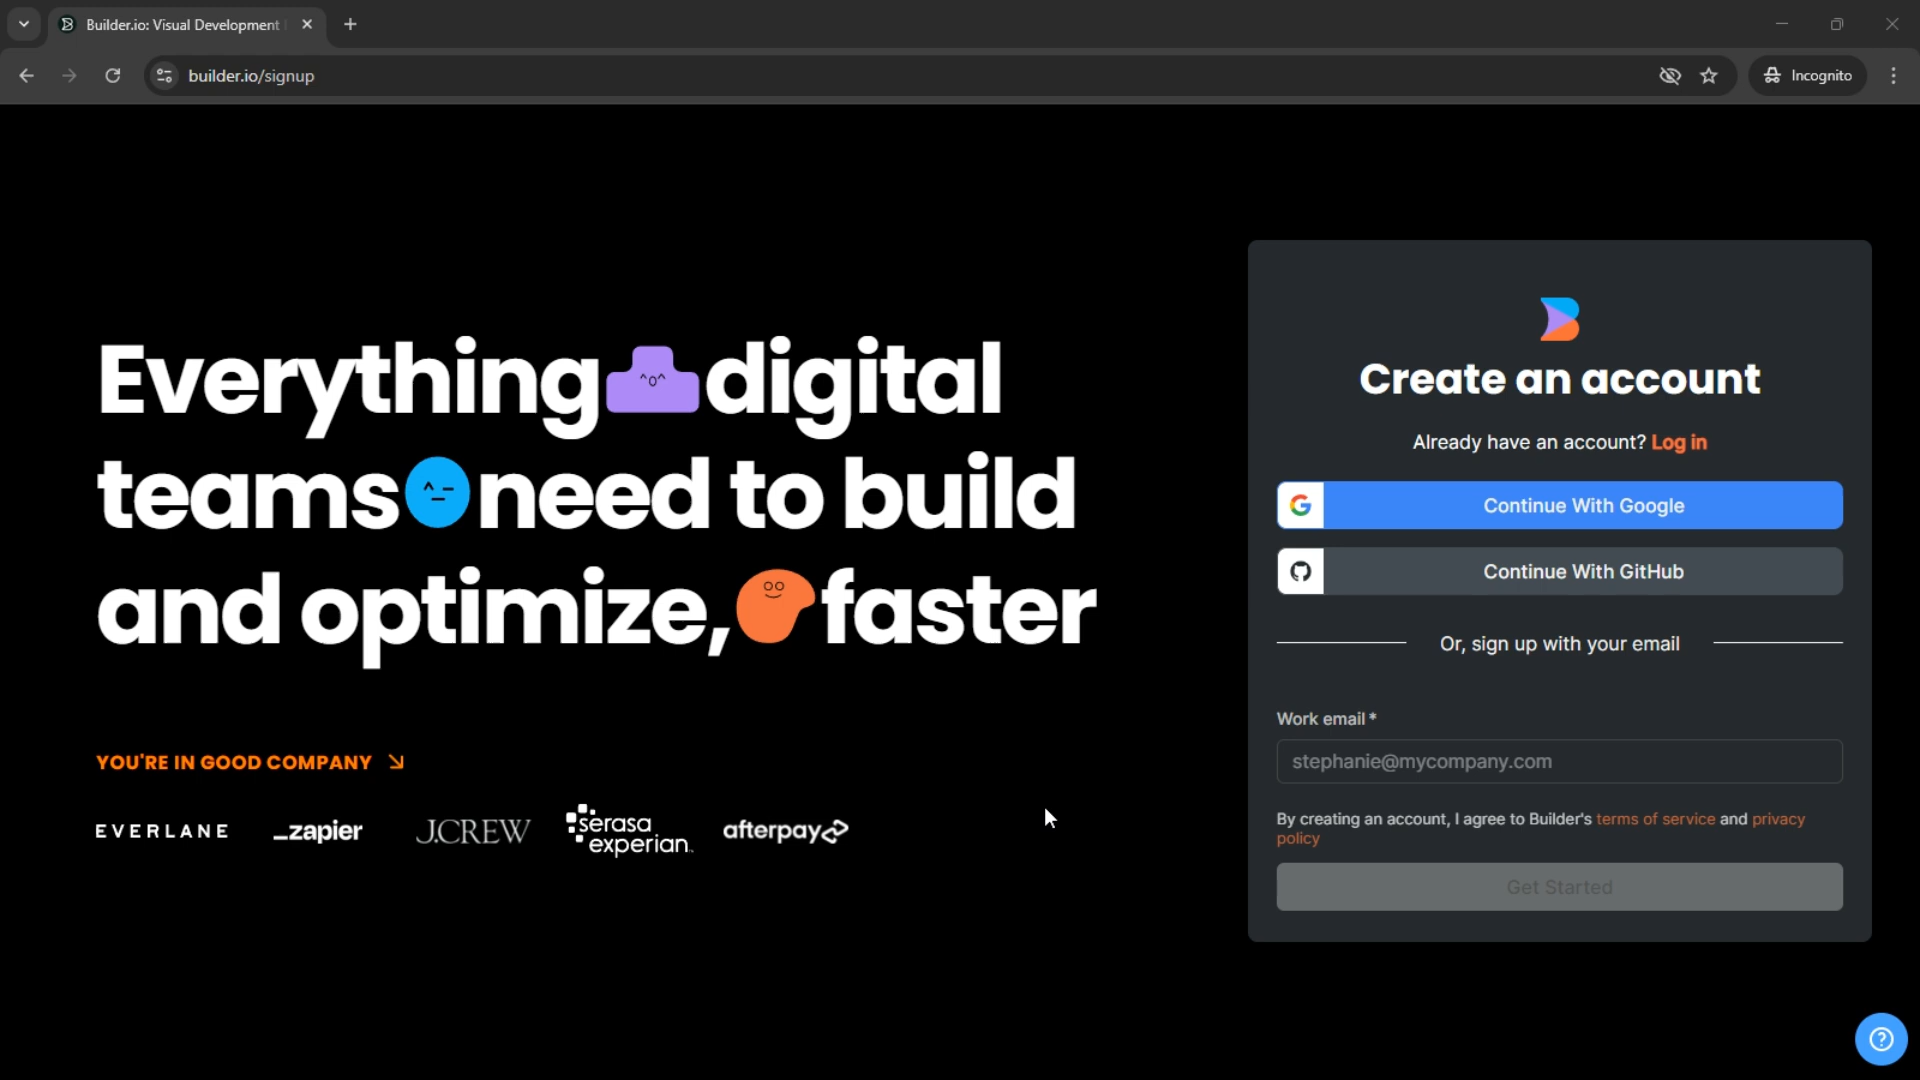 Builder.io: Visual Development
builder.io/signup
Incognito
Everything digital
teams need to build
and optimize, faster
YOU'RE IN GOOD COMPANY
EVERLANE
_zapier
J.CREW
serasa
experian™
afterpay
Create an account
Already have an account? Log in
Continue With Google
Continue With GitHub
Or, sign up with your email
Work email *
stephanie@mycompany.com
By creating an account, I agree to Builder's terms of service and privacy
policy
Get Started